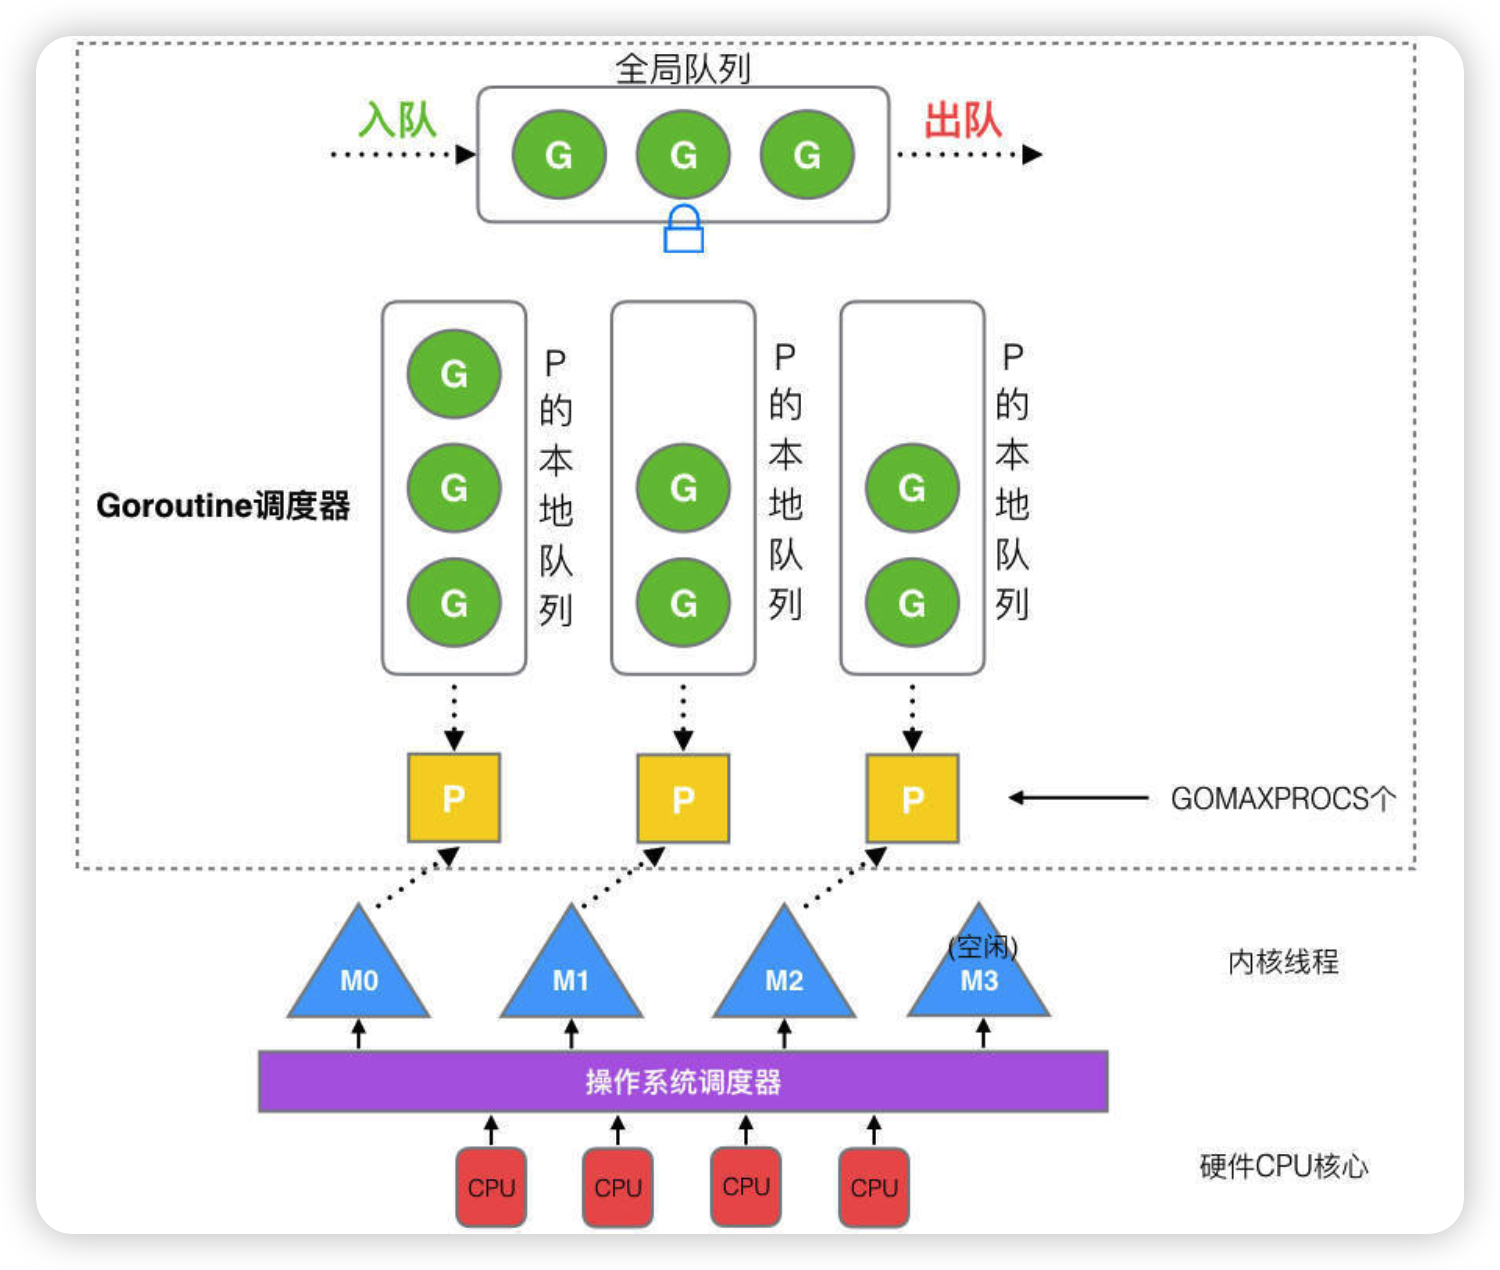 全局队列
入队
出队
G G G
G
G
G
P的本地队列
G
G
P的本地队列
G
G
P的本地队列
Goroutine调度器
P P P
GOMAXPROCS个
(空闲)
M0 M1 M2 M3
内核线程
操作系统调度器
CPU CPU CPU CPU
硬件CPU核心